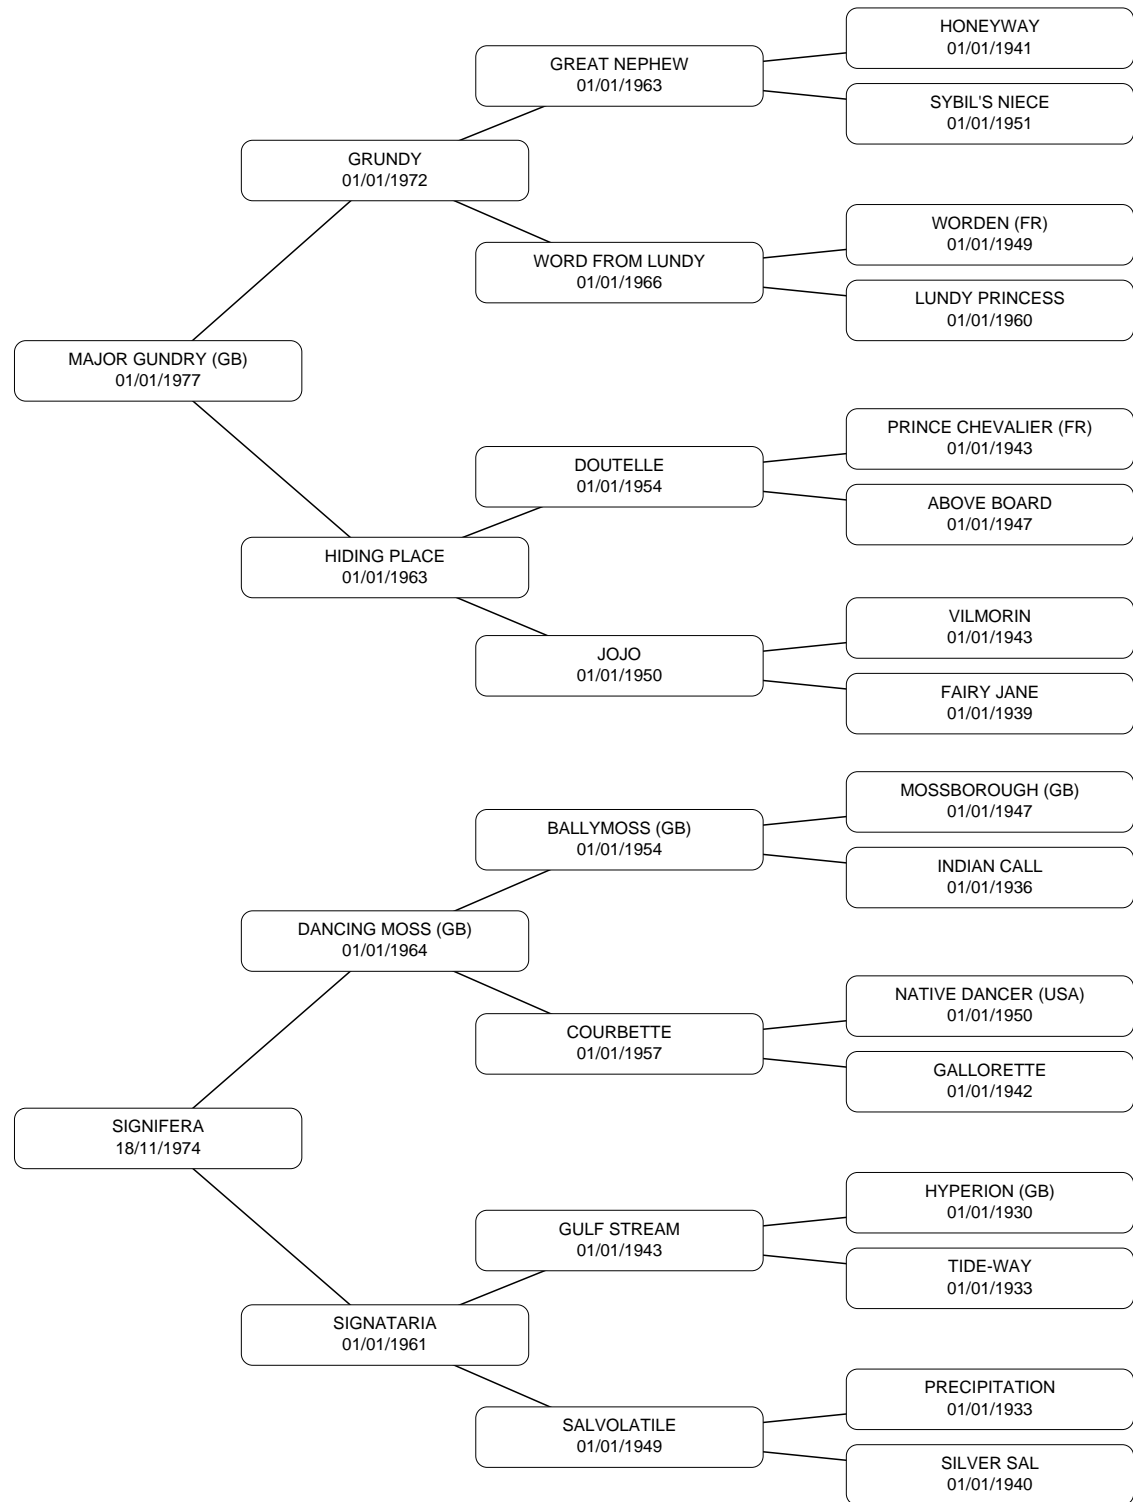 HONEYWAY
01/01/1941
GREAT NEPHEW
01/01/1963
SYBIL'S NIECE
01/01/1951
GRUNDY
01/01/1972
WORDEN (FR)
01/01/1949
WORD FROM LUNDY
01/01/1966
LUNDY PRINCESS
01/01/1960
MAJOR GUNDRY (GB)
01/01/1977
PRINCE CHEVALIER (FR)
01/01/1943
DOUTELLE
01/01/1954
ABOVE BOARD
01/01/1947
HIDING PLACE
01/01/1963
VILMORIN
01/01/1943
JOJO
01/01/1950
FAIRY JANE
01/01/1939
MOSSBOROUGH (GB)
01/01/1947
BALLYMOSS (GB)
01/01/1954
INDIAN CALL
01/01/1936
DANCING MOSS (GB)
01/01/1964
NATIVE DANCER (USA)
01/01/1950
COURBETTE
01/01/1957
GALLORETTE
01/01/1942
SIGNIFERA
18/11/1974
HYPERION (GB)
01/01/1930
GULF STREAM
01/01/1943
TIDE-WAY
01/01/1933
SIGNATARIA
01/01/1961
PRECIPITATION
01/01/1933
SALVOLATILE
01/01/1949
SILVER SAL
01/01/1940